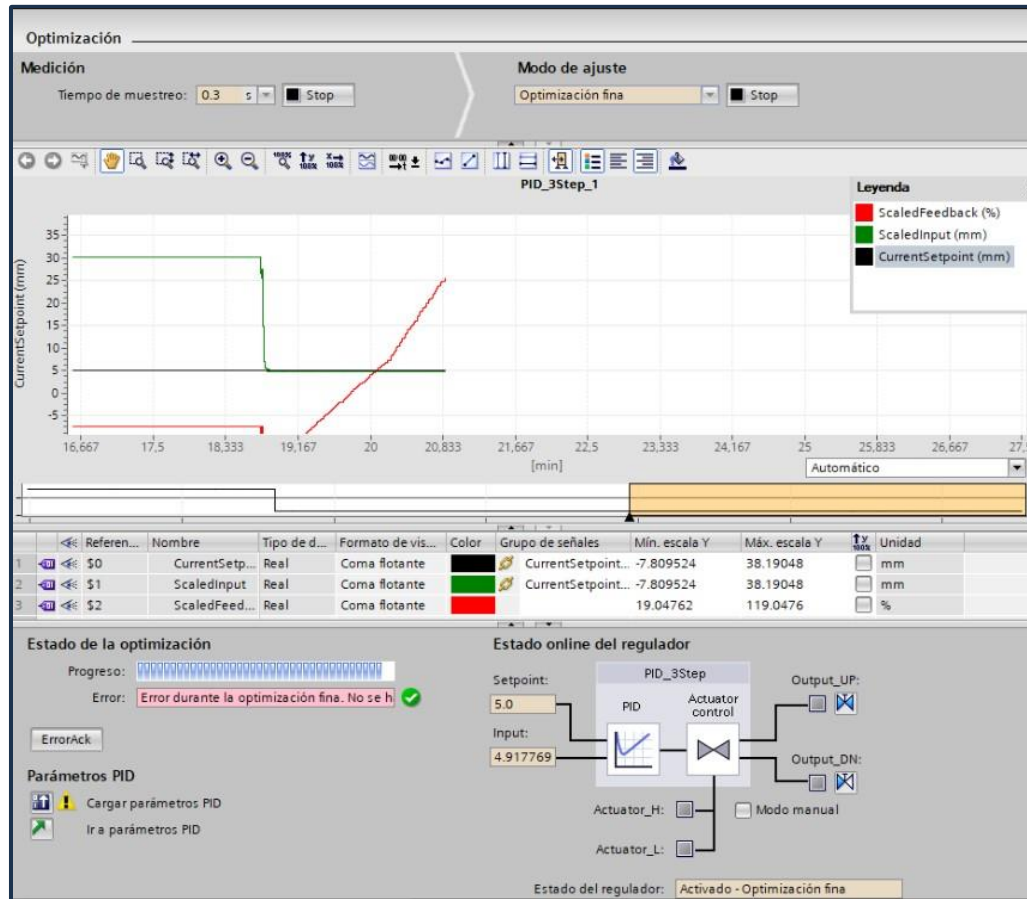 Optimización
Medición
Modo de ajuste
Tiempo de muestreo: 0.3 s Stop
Optimización fina Stop
PID_3Step_1
Leyenda
ScaledFeedback (%)
ScaledInput (mm)
CurrentSetpoint (mm)
CurrentSetpoint (mm)
35
30
25
20
15
10
5
0
-5
16,667 17,5 18,333 19,167 20 20,833 21,667 22,5 23,333 24,167 25 25,833 26,667 27,
[min]
Automático
Referen... Nombre Tipo de d... Formato de vis... Color Grupo de señales Mín. escala Y Máx. escala Y Unidad
1 $0 CurrentSetp... Real Coma flotante CurrentSetpoint... -7.809524 38.19048 mm
2 $1 ScaledInput Real Coma flotante CurrentSetpoint... -7.809524 38.19048 mm
3 $2 ScaledFeed... Real Coma flotante 19.04762 119.0476 %
Estado de la optimización
Progreso:
Error: Error durante la optimización fina. No se h
ErrorAck
Parámetros PID
Cargar parámetros PID
Ir a parámetros PID
Estado online del regulador
Setpoint:
5.0
Input:
4.917769
PID_3Step
PID
Actuator control
Output_UP:
Output_DN:
Actuator_H:
Modo manual
Actuator_L:
Estado del regulador: Activado - Optimización fina